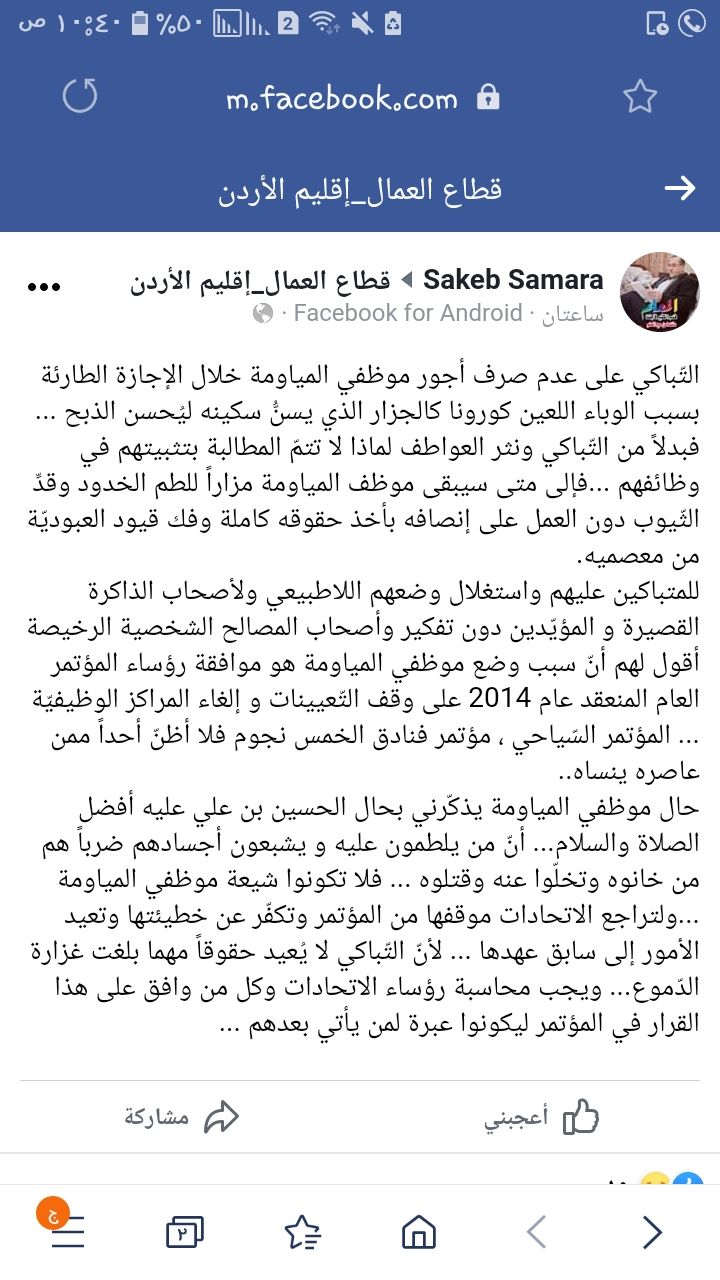 ١٠:٤٠ ص ٥٠% 2
m.facebook.com
قطاع العمال_إقليم الأردن
Sakeb Samara ◀ قطاع العمال_إقليم الأردن
ساعتان · Facebook for Android ·
التّباكي على عدم صرف أجور موظفي المياومة خلال الإجازة الطارئة
بسبب الوباء اللعين كورونا كالجزار الذي يسنُّ سكينه ليُحسن الذبح ...
فبدلاً من التّباكي ونثر العواطف لماذا لا تتمّ المطالبة بتثبيتهم في
وظائفهم ...فإلى متى سيبقى موظف المياومة مزاراً للطم الخدود وقدِّ
الثّيوب دون العمل على إنصافه بأخذ حقوقه كاملة وفك قيود العبوديّة
من معصميه.
للمتباكين عليهم واستغلال وضعهم اللاطبيعي ولأصحاب الذاكرة
القصيرة و المؤيّدين دون تفكير وأصحاب المصالح الشخصية الرخيصة
أقول لهم أنّ سبب وضع موظفي المياومة هو موافقة رؤساء المؤتمر
العام المنعقد عام 2014 على وقف التّعيينات و إلغاء المراكز الوظيفيّة
... المؤتمر السّياحي ، مؤتمر فنادق الخمس نجوم فلا أظنّ أحداً ممن
عاصره ينساه..
حال موظفي المياومة يذكّرني بحال الحسين بن علي عليه أفضل
الصلاة والسلام... أنّ من يلطمون عليه و يشبعون أجسادهم ضرباً هم
من خانوه وتخلّوا عنه وقتلوه ... فلا تكونوا شيعة موظفي المياومة
...ولتراجع الاتحادات موقفها من المؤتمر وتكفّر عن خطيئتها وتعيد
الأمور إلى سابق عهدها ... لأنّ التّباكي لا يُعيد حقوقاً مهما بلغت غزارة
الدّموع... ويجب محاسبة رؤساء الاتحادات وكل من وافق على هذا
القرار في المؤتمر ليكونوا عبرة لمن يأتي بعدهم ...
أعجبني مشاركة
٢ ج